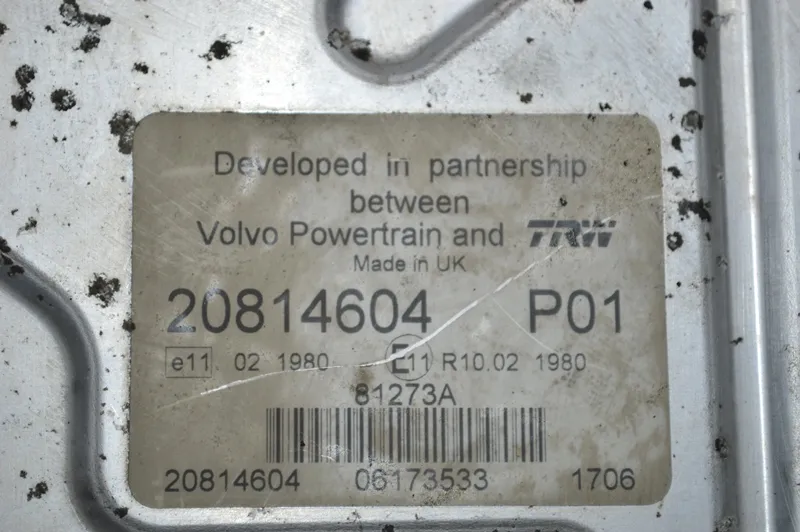 Developed in partnership
between
Volvo Powertrain and TRW
Made in UK
20814604 P01
e11. 02 1980 E11 R10.02 1980
81273A
20814604 06173533 1706